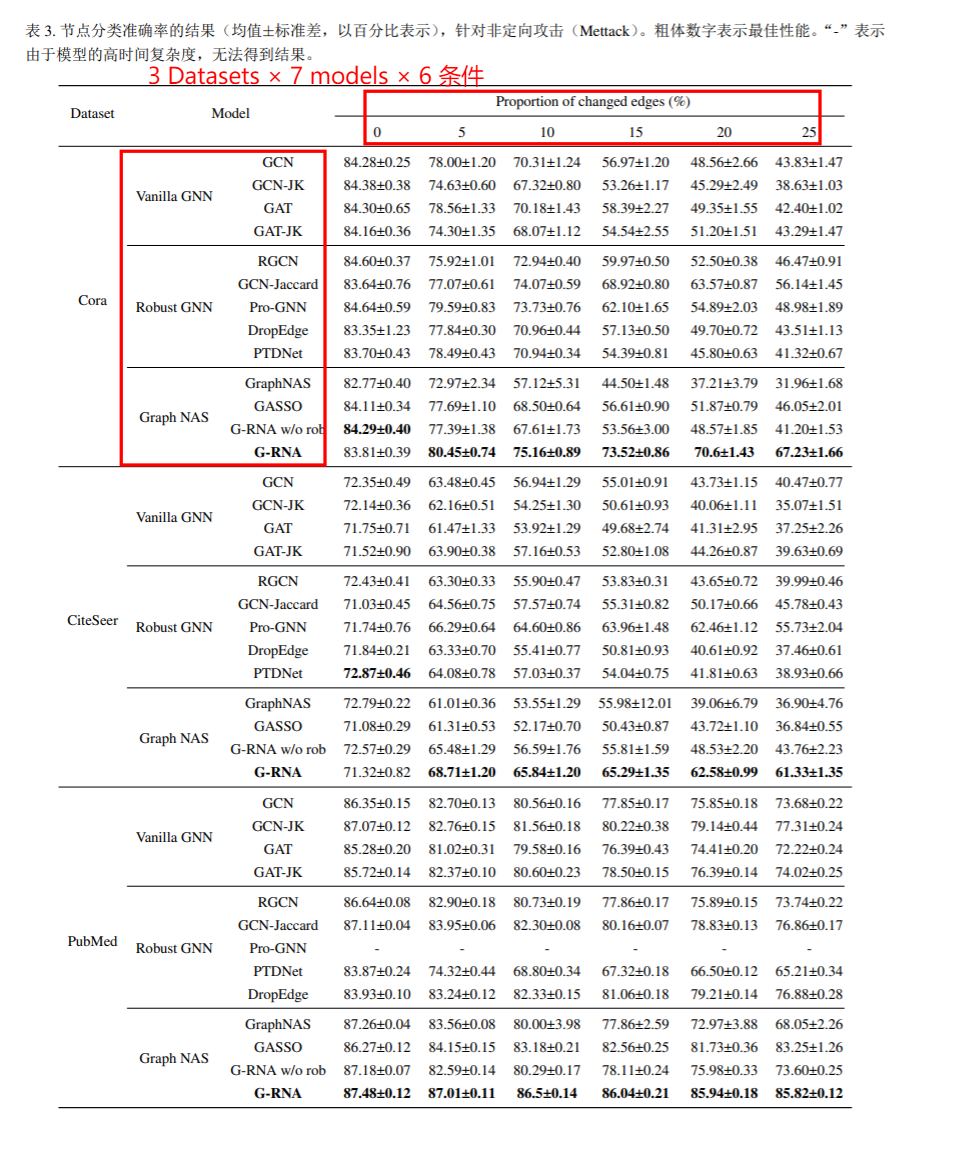 表 3. 节点分类准确率的结果（均值±标准差，以百分比表示），针对非定向攻击（Mettack）。粗体数字表示最佳性能。“-”表示
由于模型的高时间复杂度，无法得到结果。
3 Datasets × 7 models × 6 条件
Dataset Model Proportion of changed edges (%)
0 5 10 15 20 25
Cora
Vanilla GNN
GCN 84.28±0.25 78.00±1.20 70.31±1.24 56.97±1.20 48.56±2.66 43.83±1.47
GCN-JK 84.38±0.38 74.63±0.60 67.32±0.80 53.26±1.17 45.29±2.49 38.63±1.03
GAT 84.30±0.65 78.56±1.33 70.18±1.43 58.39±2.27 49.35±1.55 42.40±1.02
GAT-JK 84.16±0.36 74.30±1.35 68.07±1.12 54.54±2.55 51.20±1.51 43.29±1.47
Robust GNN
RGCN 84.60±0.37 75.92±1.01 72.94±0.40 59.97±0.50 52.50±0.38 46.47±0.91
GCN-Jaccard 83.64±0.76 77.07±0.61 74.07±0.59 68.92±0.80 63.57±0.87 56.14±1.45
Pro-GNN 84.64±0.59 79.59±0.83 73.73±0.76 62.10±1.65 54.89±2.03 48.98±1.89
DropEdge 83.35±1.23 77.84±0.30 70.96±0.44 57.13±0.50 49.70±0.72 43.51±1.13
PTDNet 83.70±0.43 78.49±0.43 70.94±0.34 54.39±0.81 45.80±0.63 41.32±0.67
Graph NAS
GraphNAS 82.77±0.40 72.97±2.34 57.12±5.31 44.50±1.48 37.21±3.79 31.96±1.68
GASSO 84.11±0.34 77.69±1.10 68.50±0.64 56.61±0.90 51.87±0.79 46.05±2.01
G-RNA w/o rob 84.29±0.40 77.39±1.38 67.61±1.73 53.56±3.00 48.57±1.85 41.20±1.53
G-RNA 83.81±0.39 80.45±0.74 75.16±0.89 73.52±0.86 70.6±1.43 67.23±1.66
CiteSeer
Vanilla GNN
GCN 72.35±0.49 63.48±0.45 56.94±1.29 55.01±0.91 43.73±1.15 40.47±0.77
GCN-JK 72.14±0.36 62.16±0.51 54.25±1.30 50.61±0.93 40.06±1.11 35.07±1.51
GAT 71.75±0.71 61.47±1.33 53.92±1.29 49.68±2.74 41.31±2.95 37.25±2.26
GAT-JK 71.52±0.90 63.90±0.38 57.16±0.53 52.80±1.08 44.26±0.87 39.63±0.69
Robust GNN
RGCN 72.43±0.41 63.30±0.33 55.90±0.47 53.83±0.31 43.65±0.72 39.99±0.46
GCN-Jaccard 71.03±0.45 64.56±0.75 57.57±0.74 55.31±0.82 50.17±0.66 45.78±0.43
Pro-GNN 71.74±0.76 66.29±0.64 64.60±0.86 63.96±1.48 62.46±1.12 55.73±2.04
DropEdge 71.84±0.21 63.33±0.70 55.41±0.77 50.81±0.93 40.61±0.92 37.46±0.61
PTDNet 72.87±0.46 64.08±0.78 57.03±0.37 54.04±0.75 41.81±0.63 38.93±0.66
Graph NAS
GraphNAS 72.79±0.22 61.01±0.36 53.55±1.29 55.98±12.01 39.06±6.79 36.90±4.76
GASSO 71.08±0.29 61.31±0.53 52.17±0.70 50.43±0.87 43.72±1.10 36.84±0.55
G-RNA w/o rob 72.57±0.29 65.48±1.29 56.59±1.76 55.81±1.59 48.53±2.20 43.76±2.23
G-RNA 71.32±0.82 68.71±1.20 65.84±1.20 65.29±1.35 62.58±0.99 61.33±1.35
PubMed
Vanilla GNN
GCN 86.35±0.15 82.70±0.13 80.56±0.16 77.85±0.17 75.85±0.18 73.68±0.22
GCN-JK 87.07±0.12 82.76±0.15 81.56±0.18 80.22±0.38 79.14±0.44 77.31±0.24
GAT 85.28±0.20 81.02±0.31 79.58±0.16 76.39±0.43 74.41±0.20 72.22±0.24
GAT-JK 85.72±0.14 82.37±0.10 80.60±0.23 78.50±0.15 76.39±0.14 74.02±0.25
Robust GNN
RGCN 86.64±0.08 82.90±0.18 80.73±0.19 77.86±0.17 75.89±0.15 73.74±0.22
GCN-Jaccard 87.11±0.04 83.95±0.06 82.30±0.08 80.16±0.07 78.83±0.13 76.86±0.17
Pro-GNN - - - - - -
PTDNet 83.87±0.24 74.32±0.44 68.80±0.34 67.32±0.18 66.50±0.12 65.21±0.34
DropEdge 83.93±0.10 83.24±0.12 82.33±0.15 81.06±0.18 79.21±0.14 76.88±0.28
Graph NAS
GraphNAS 87.26±0.04 83.56±0.08 80.00±3.98 77.86±2.59 72.97±3.88 68.05±2.26
GASSO 86.27±0.12 84.15±0.15 83.18±0.21 82.56±0.25 81.73±0.36 83.25±1.26
G-RNA w/o rob 87.18±0.07 82.59±0.14 80.29±0.17 78.11±0.24 75.98±0.33 73.60±0.25
G-RNA 87.48±0.12 87.01±0.11 86.5±0.14 86.04±0.21 85.94±0.18 85.82±0.12